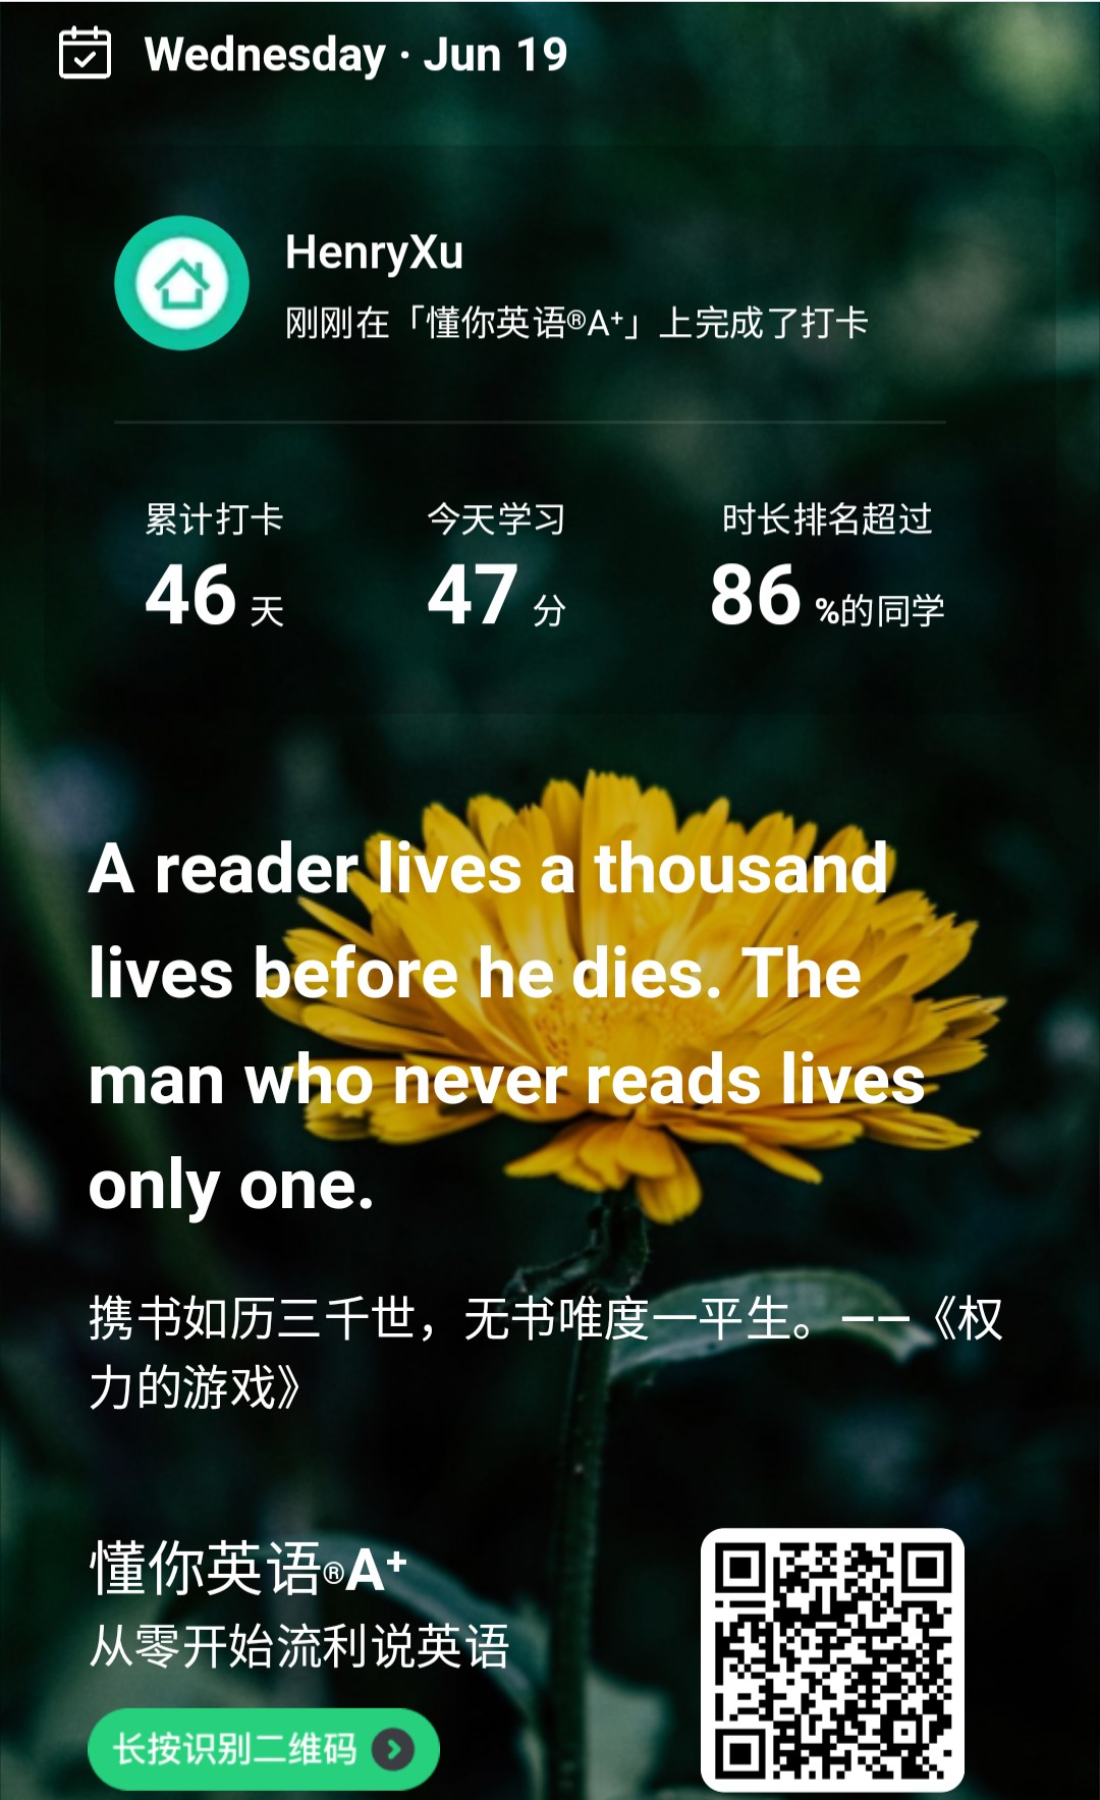 Wednesday · Jun 19
HenryXu
刚刚在「懂你英语®A⁺」上完成了打卡
累计打卡 今天学习 时长排名超过
46 天 47 分 86 %的同学
A reader lives a thousand
lives before he dies. The
man who never reads lives
only one.
携书如历三千世，无书唯度一平生。——《权
力的游戏》
懂你英语®A⁺
从零开始流利说英语
长按识别二维码